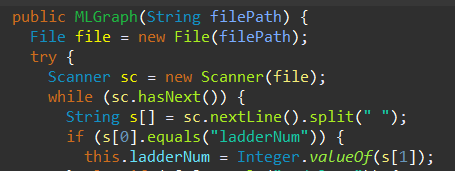 public MLGraph(String filePath) {
File file = new File(filePath);
try {
Scanner sc = new Scanner(file);
while (sc.hasNext()) {
String s[] = sc.nextLine().split(" ");
if (s[0].equals("ladderNum")) {
this.ladderNum = Integer.valueOf(s[1]);